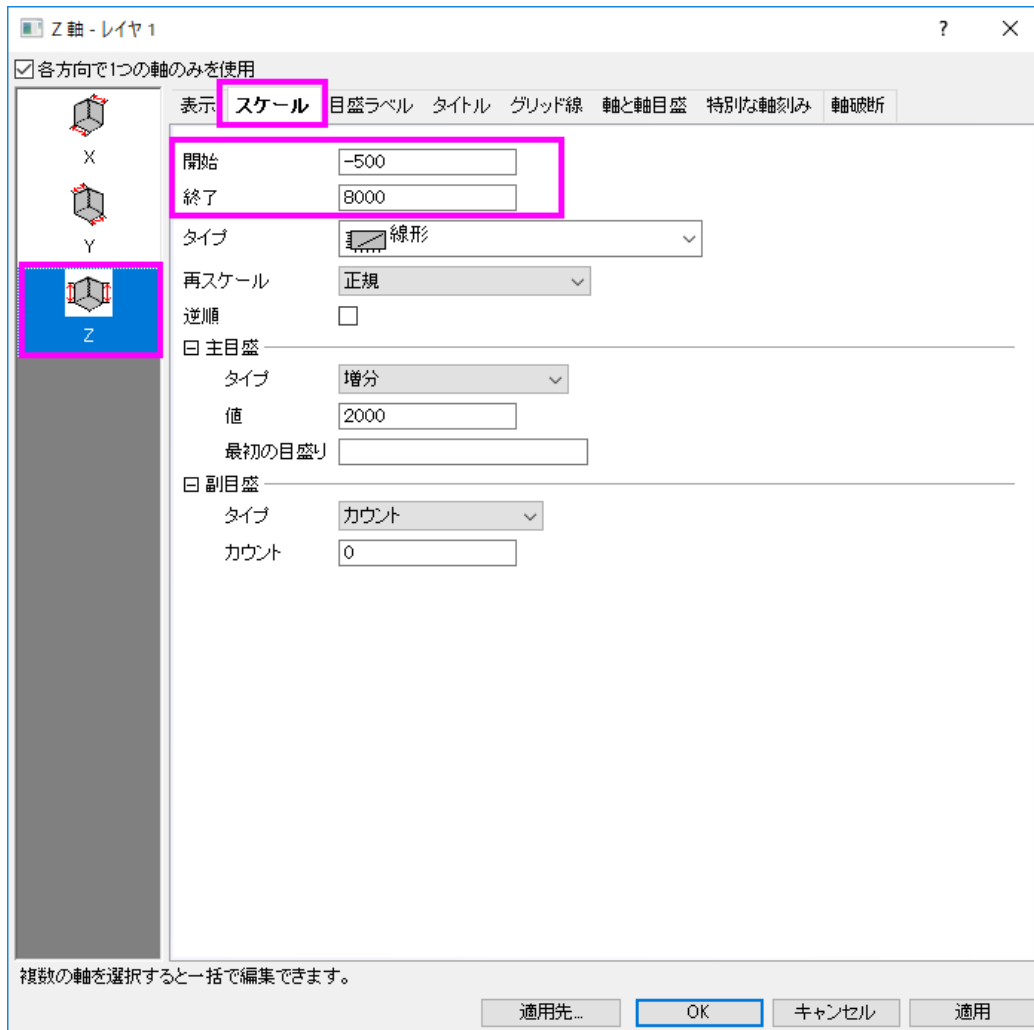 Z 軸 - レイヤ 1
?
各方向で1つの軸のみを使用
X
Y
Z
表示 スケール 目盛ラベル タイトル グリッド線 軸と軸目盛 特別な軸刻み 軸破断
開始 -500
終了 8000
タイプ 線形
再スケール 正規
逆順
主目盛
タイプ 増分
値 2000
最初の目盛り
副目盛
タイプ カウント
カウント 0
複数の軸を選択すると一括で編集できます。
適用先... OK キャンセル 適用